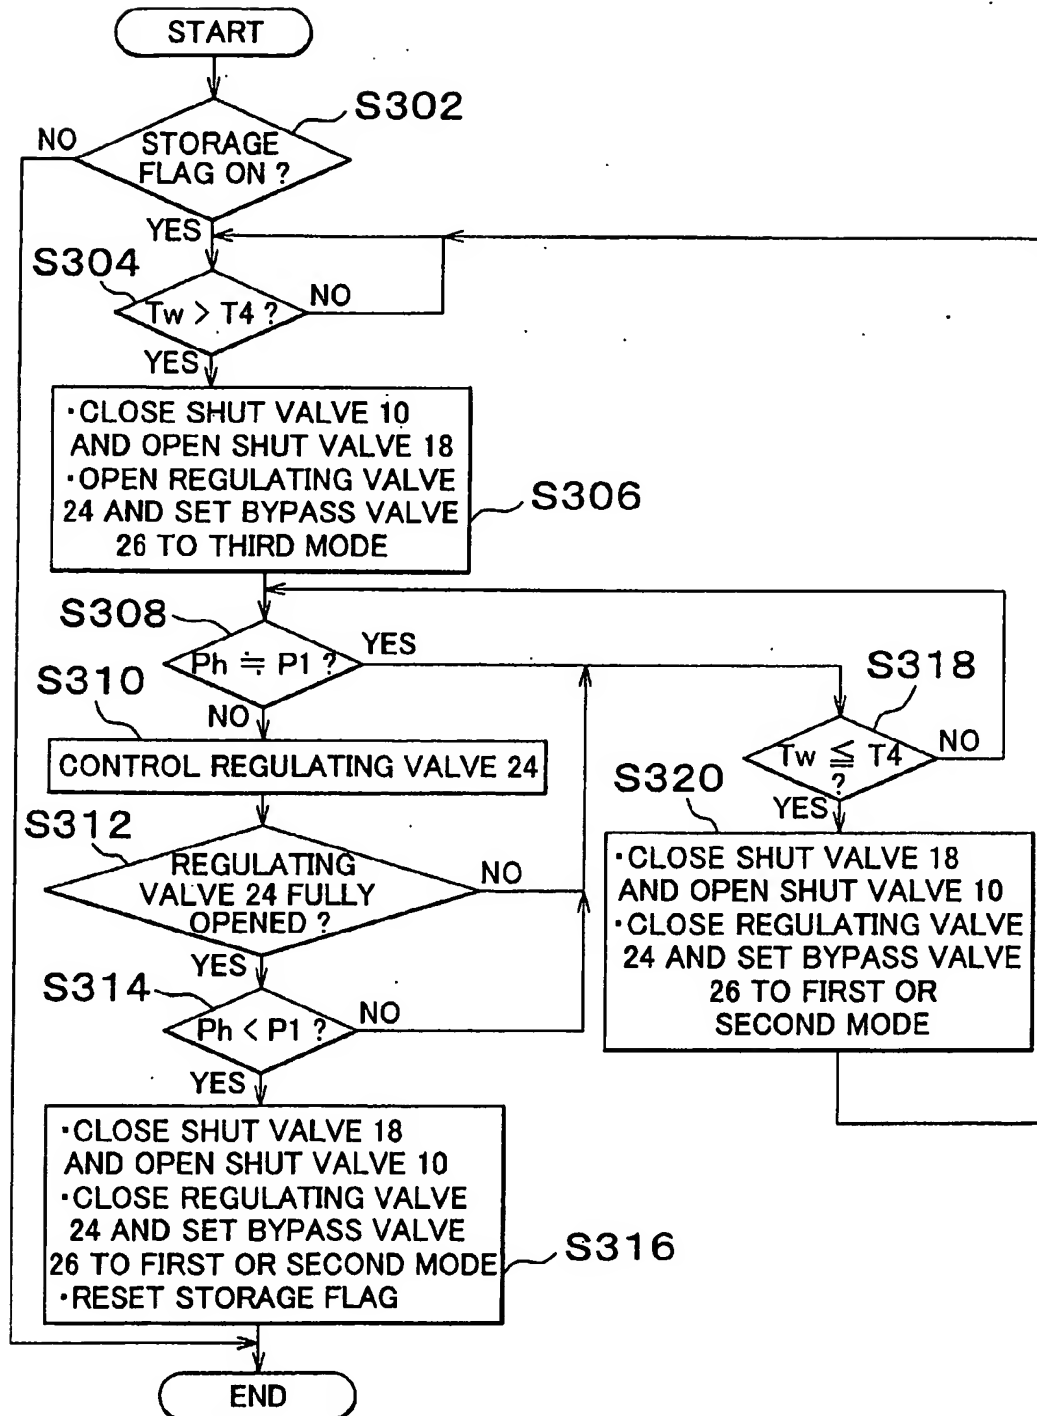 START
S302
NO
STORAGE
FLAG ON ?
YES
S304
Tw > T4 ?
NO
YES
・CLOSE SHUT VALVE 10
AND OPEN SHUT VALVE 18
・OPEN REGULATING VALVE
24 AND SET BYPASS VALVE
26 TO THIRD MODE
S306
S308
Ph ≒ P1 ?
YES
S310
NO
S318
CONTROL REGULATING VALVE 24
Tw ≦ T4
?
NO
S320
YES
S312
REGULATING
VALVE 24 FULLY
OPENED ?
NO
・CLOSE SHUT VALVE 18
AND OPEN SHUT VALVE 10
・CLOSE REGULATING VALVE
24 AND SET BYPASS VALVE
26 TO FIRST OR
SECOND MODE
YES
S314
Ph < P1 ?
NO
YES
・CLOSE SHUT VALVE 18
AND OPEN SHUT VALVE 10
・CLOSE REGULATING VALVE
24 AND SET BYPASS VALVE
26 TO FIRST OR SECOND MODE
・RESET STORAGE FLAG
S316
END